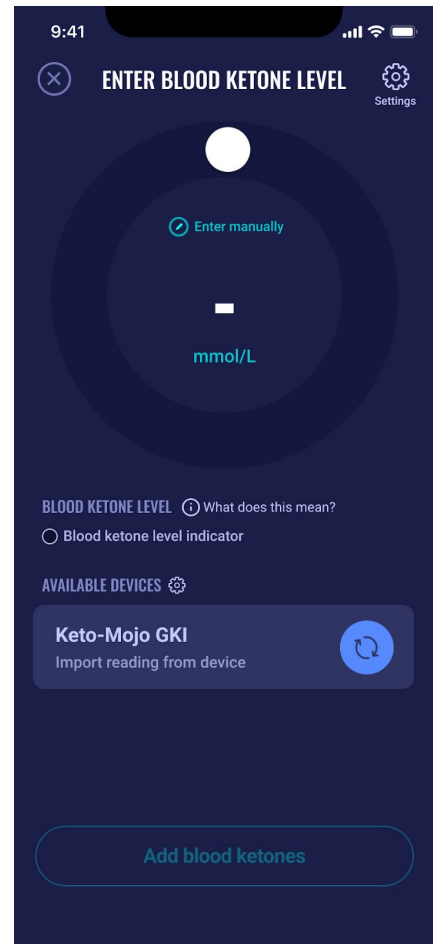 9:41
ENTER BLOOD KETONE LEVEL
Settings
Enter manually
-
mmol/L
BLOOD KETONE LEVEL What does this mean?
Blood ketone level indicator
AVAILABLE DEVICES
Keto-Mojo GKI
Import reading from device
Add blood ketones